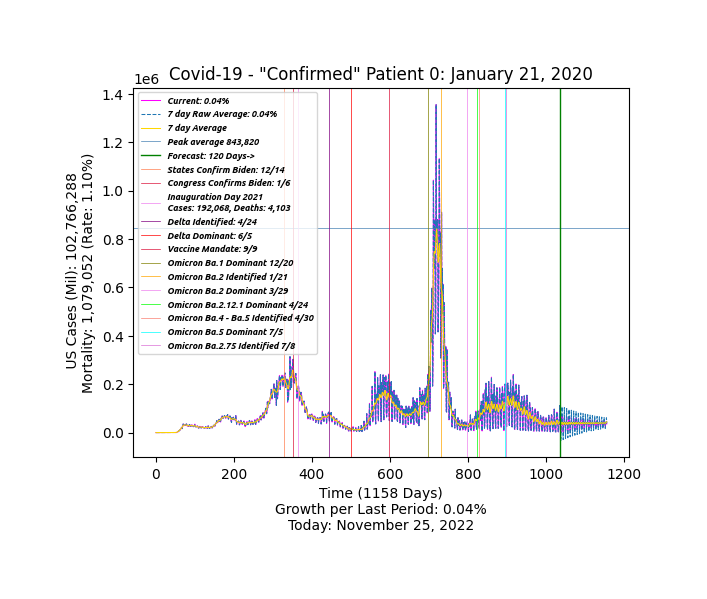 Covid-19 - "Confirmed" Patient 0: January 21, 2020
1e6
Current: 0.04%
7 day Raw Average: 0.04%
7 day Average
Peak average 843,820
Forecast: 120 Days->
States Confirm Biden: 12/14
Congress Confirms Biden: 1/6
Inauguration Day 2021
Cases: 192,068, Deaths: 4,103
Delta Identified: 4/24
Delta Dominant: 6/5
Vaccine Mandate: 9/9
Omicron Ba.1 Dominant 12/20
Omicron Ba.2 Identified 1/21
Omicron Ba.2 Dominant 3/29
Omicron Ba.2.12.1 Dominant 4/24
Omicron Ba.4 - Ba.5 Identified 4/30
Omicron Ba.5 Dominant 7/5
Omicron Ba.2.75 Identified 7/8
1.4
1.2
1.0
0.8
0.6
0.4
0.2
0.0
US Cases (Mil): 102,766,288
Mortality: 1,079,052 (Rate: 1.10%)
0 200 400 600 800 1000 1200
Time (1158 Days)
Growth per Last Period: 0.04%
Today: November 25, 2022